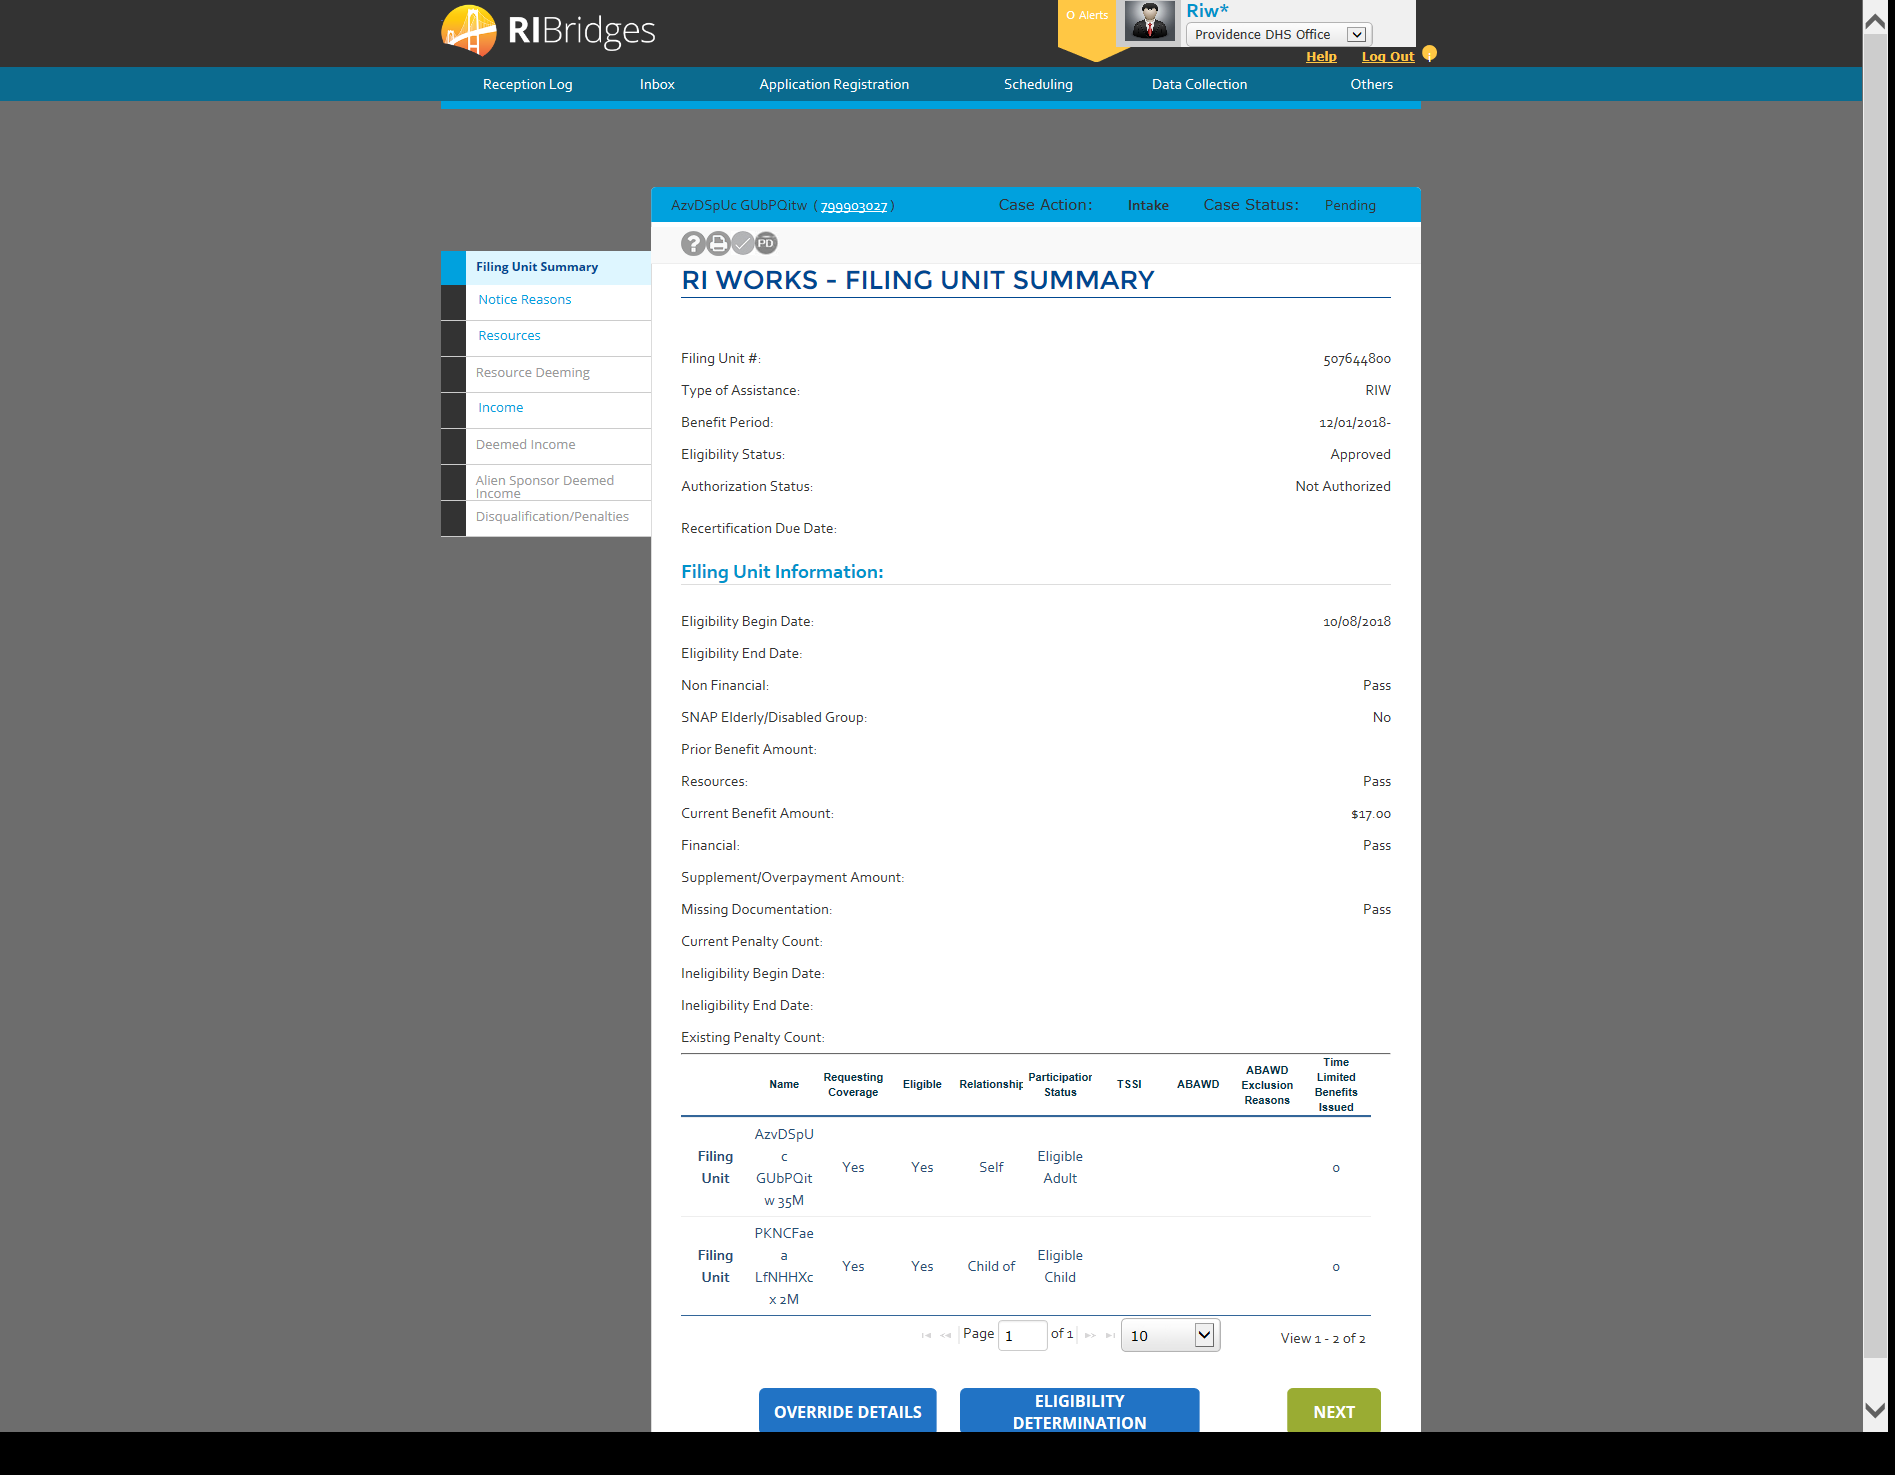 RIBridges
0 Alerts
Riw*
Providence DHS Office
Help Log Out
Reception Log Inbox Application Registration Scheduling Data Collection Others
AzvDSpUc GUbPQitw ( 799903027 ) Case Action: Intake Case Status: Pending
? PD
Filing Unit Summary
Notice Reasons
Resources
Resource Deeming
Income
Deemed Income
Alien Sponsor Deemed
Income
Disqualification/Penalties
RI WORKS - FILING UNIT SUMMARY
Filing Unit #: 507644800
Type of Assistance: RIW
Benefit Period: 12/01/2018-
Eligibility Status: Approved
Authorization Status: Not Authorized
Recertification Due Date:
Filing Unit Information:
Eligibility Begin Date: 10/08/2018
Eligibility End Date:
Non Financial: Pass
SNAP Elderly/Disabled Group: No
Prior Benefit Amount:
Resources: Pass
Current Benefit Amount: $17.00
Financial: Pass
Supplement/Overpayment Amount:
Missing Documentation: Pass
Current Penalty Count:
Ineligibility Begin Date:
Ineligibility End Date:
Existing Penalty Count:
Name
Requesting
Coverage
Eligible
Relationship
Participation
Status
TSSI
ABAWD
ABAWD
Exclusion
Reasons
Time
Limited
Benefits
Issued
Filing
Unit
AzvDSpU
c
GUbPQit
w 35M
Yes
Yes
Self
Eligible
Adult
0
Filing
Unit
PKNCFae
a
LfNHHXc
x 2M
Yes
Yes
Child of
Eligible
Child
0
Page 1 of 1 10 View 1 - 2 of 2
OVERRIDE DETAILS
ELIGIBILITY
DETERMINATION
NEXT